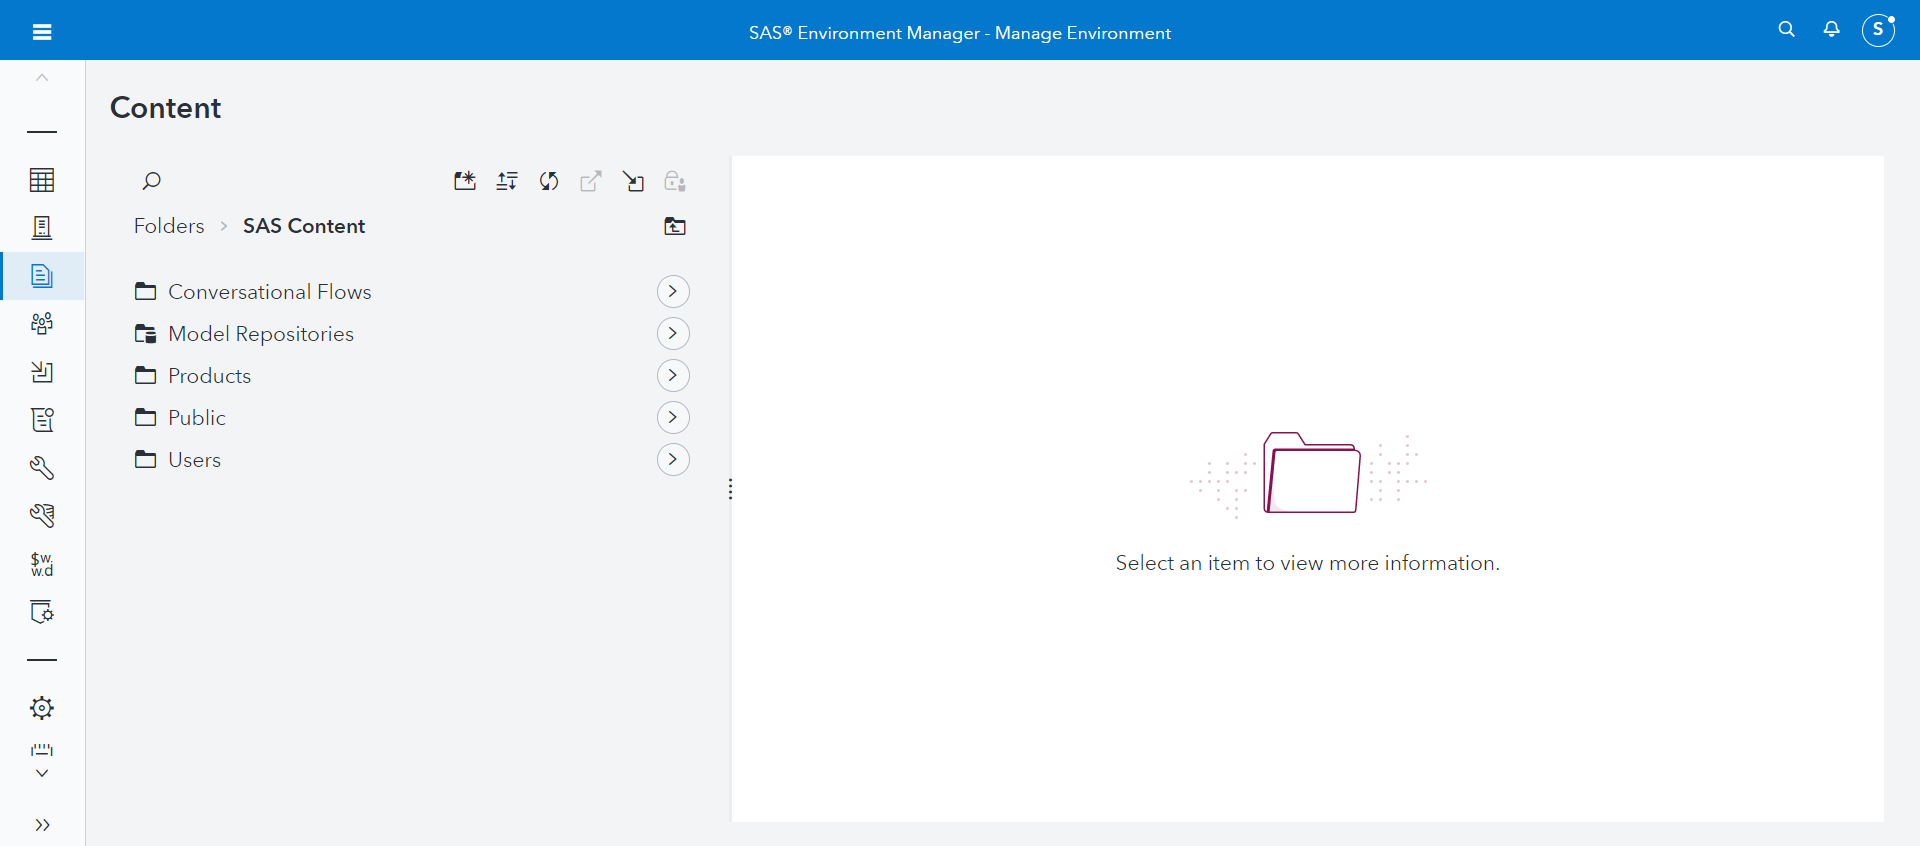 SAS® Environment Manager - Manage Environment
S
Content
Folders > SAS Content
Conversational Flows
Model Repositories
Products
Public
Users
$w.
w.d
Select an item to view more information.